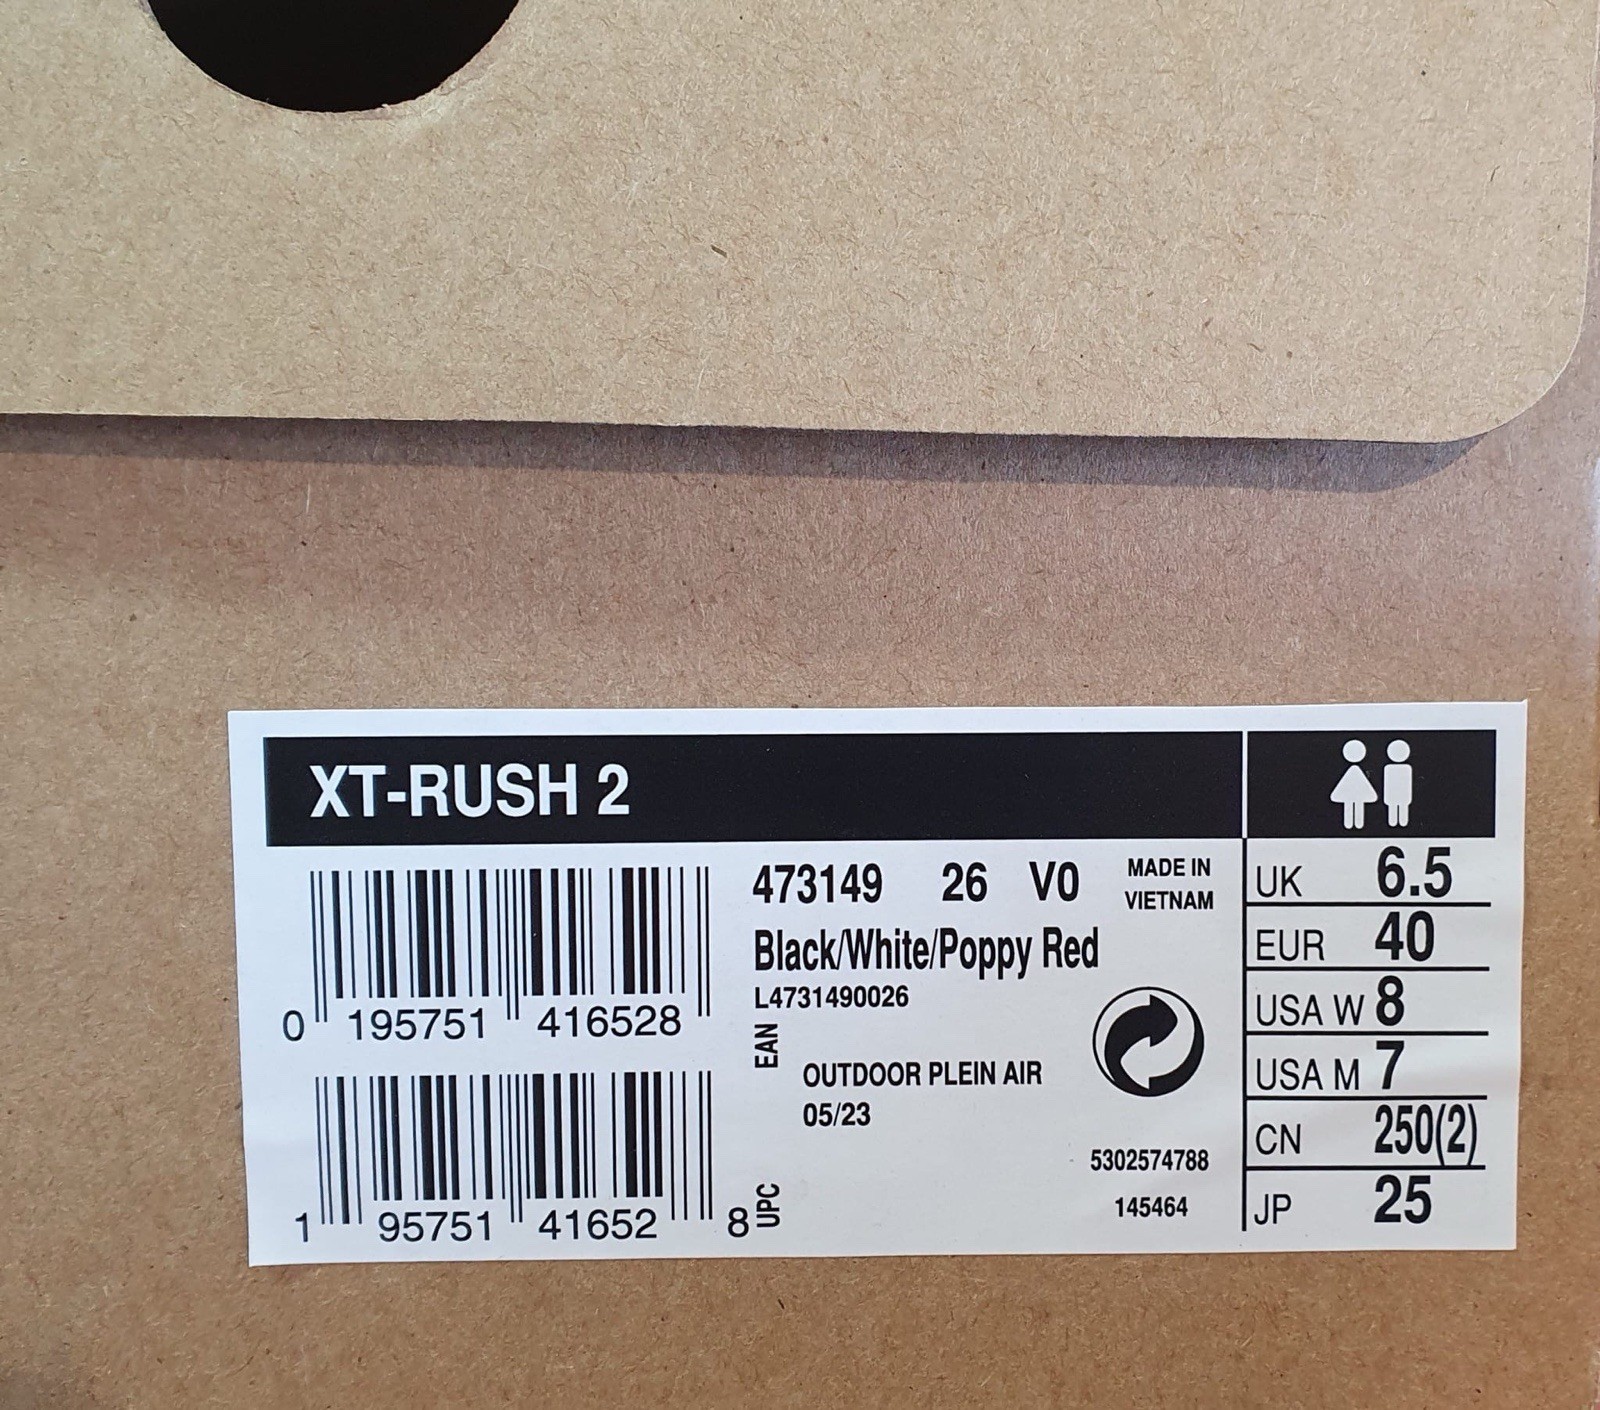 XT-RUSH 2
0 195751 416528
1 95751 41652 8
473149 26 V0
Black/White/Poppy Red
L4731490026
EAN
UPC
OUTDOOR PLEIN AIR
05/23
MADE IN
VIETNAM
5302574788
145464
UK 6.5
EUR 40
USA W 8
USA M 7
CN 250(2)
JP 25